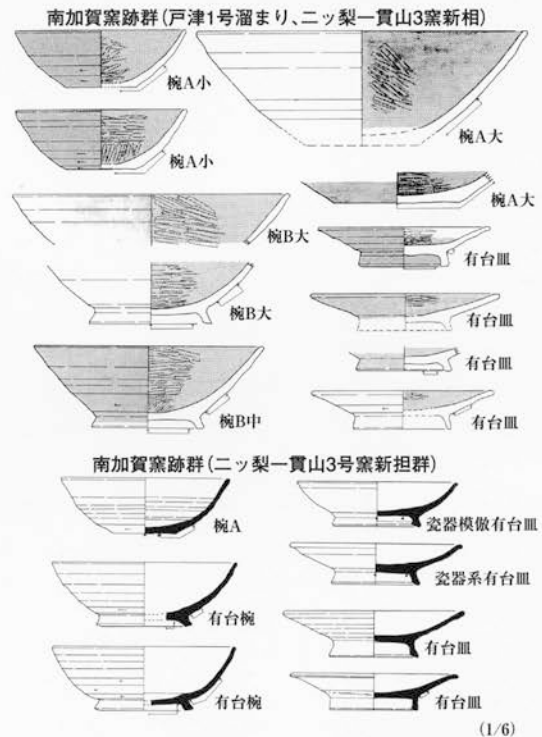 南加賀窯跡群(戸津1号溜まり、二ッ梨一貫山3窯新相)
椀A小
椀A大
椀A小
椀A大
椀B大
有台皿
椀B大
有台皿
有台皿
椀B中
有台皿
南加賀窯跡群(二ッ梨一貫山3号窯新担群)
椀A
瓷器模倣有台皿
瓷器系有台皿
有台椀
有台皿
有台椀
有台皿
(1/6)